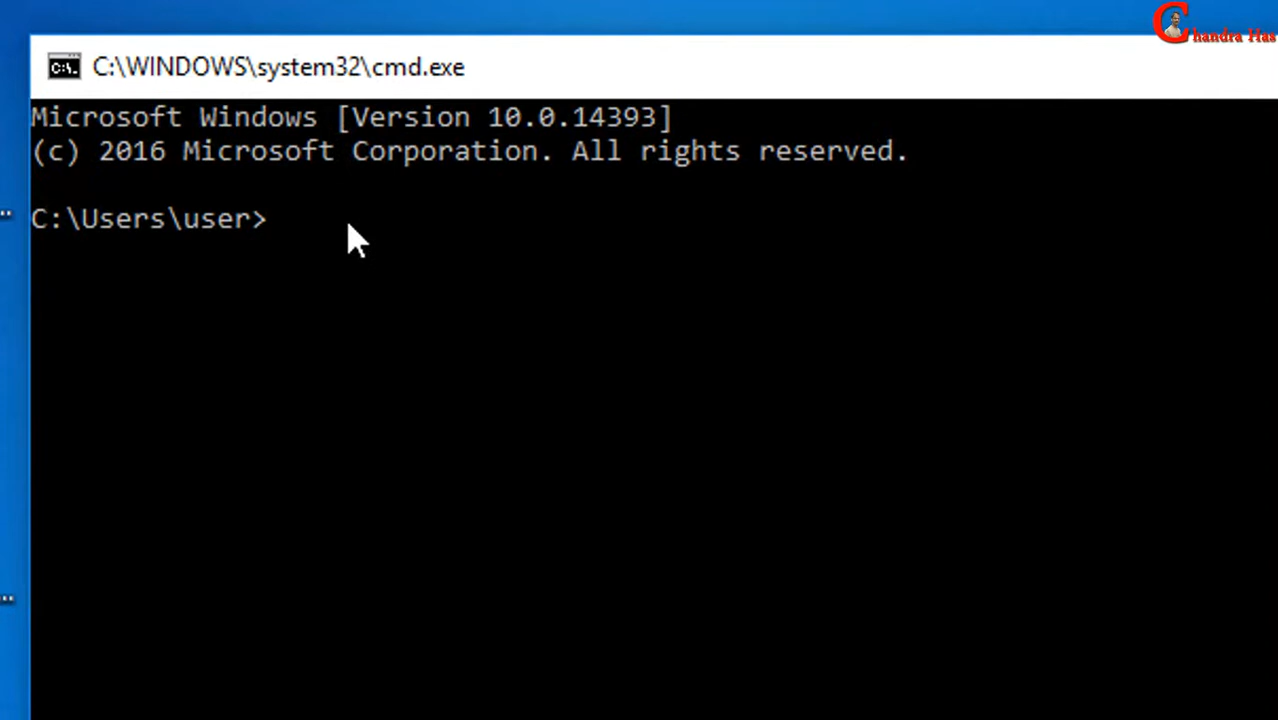 Chandra Has
C:\WINDOWS\system32\cmd.exe
Microsoft Windows [Version 10.0.14393]
(c) 2016 Microsoft Corporation. All rights reserved.
C:\Users\user>